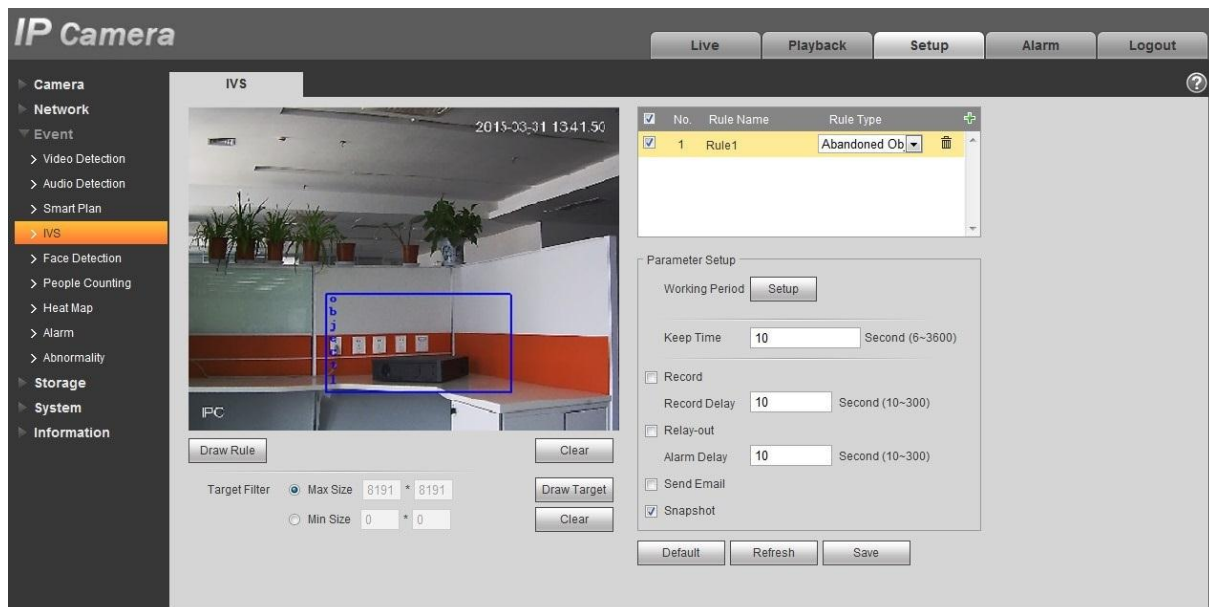 IP Camera
Live
Playback
Setup
Alarm
Logout
Camera
Network
Event
Video Detection
Audio Detection
Smart Plan
IVS
Face Detection
People Counting
Heat Map
Alarm
Abnormality
Storage
System
Information
IVS
2015-03-31 13:41:50
IPC
Draw Rule
Clear
Target Filter Max Size 8191 * 8191 Draw Target
Min Size 0 * 0 Clear
No. Rule Name Rule Type
1 Rule1 Abandoned Ob
Parameter Setup
Working Period Setup
Keep Time 10 Second (6~3600)
Record
Record Delay 10 Second (10~300)
Relay-out
Alarm Delay 10 Second (10~300)
Send Email
Snapshot
Default Refresh Save